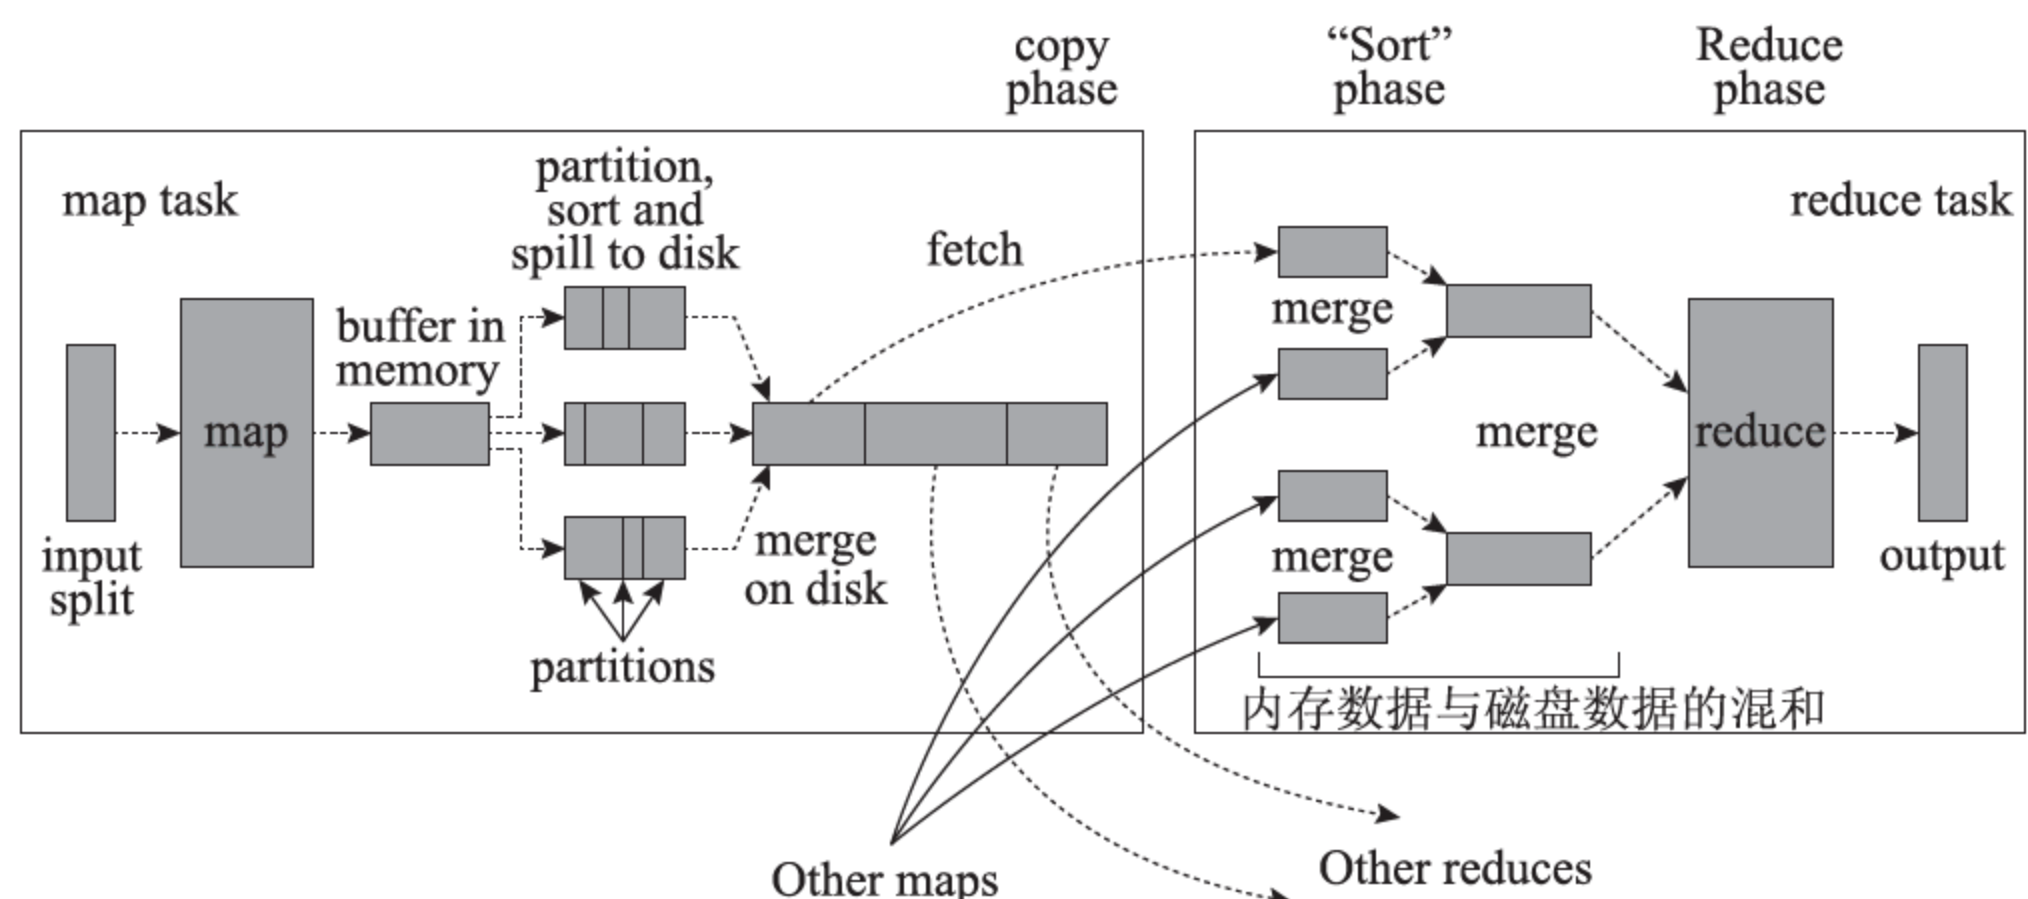 copy
phase
“Sort”
phase
Reduce
phase
map task
partition,
sort and
spill to disk
fetch
reduce task
buffer in
memory
merge
map
merge
reduce
input
split
merge
on disk
merge
output
partitions
内存数据与磁盘数据的混和
Other maps
Other reduces